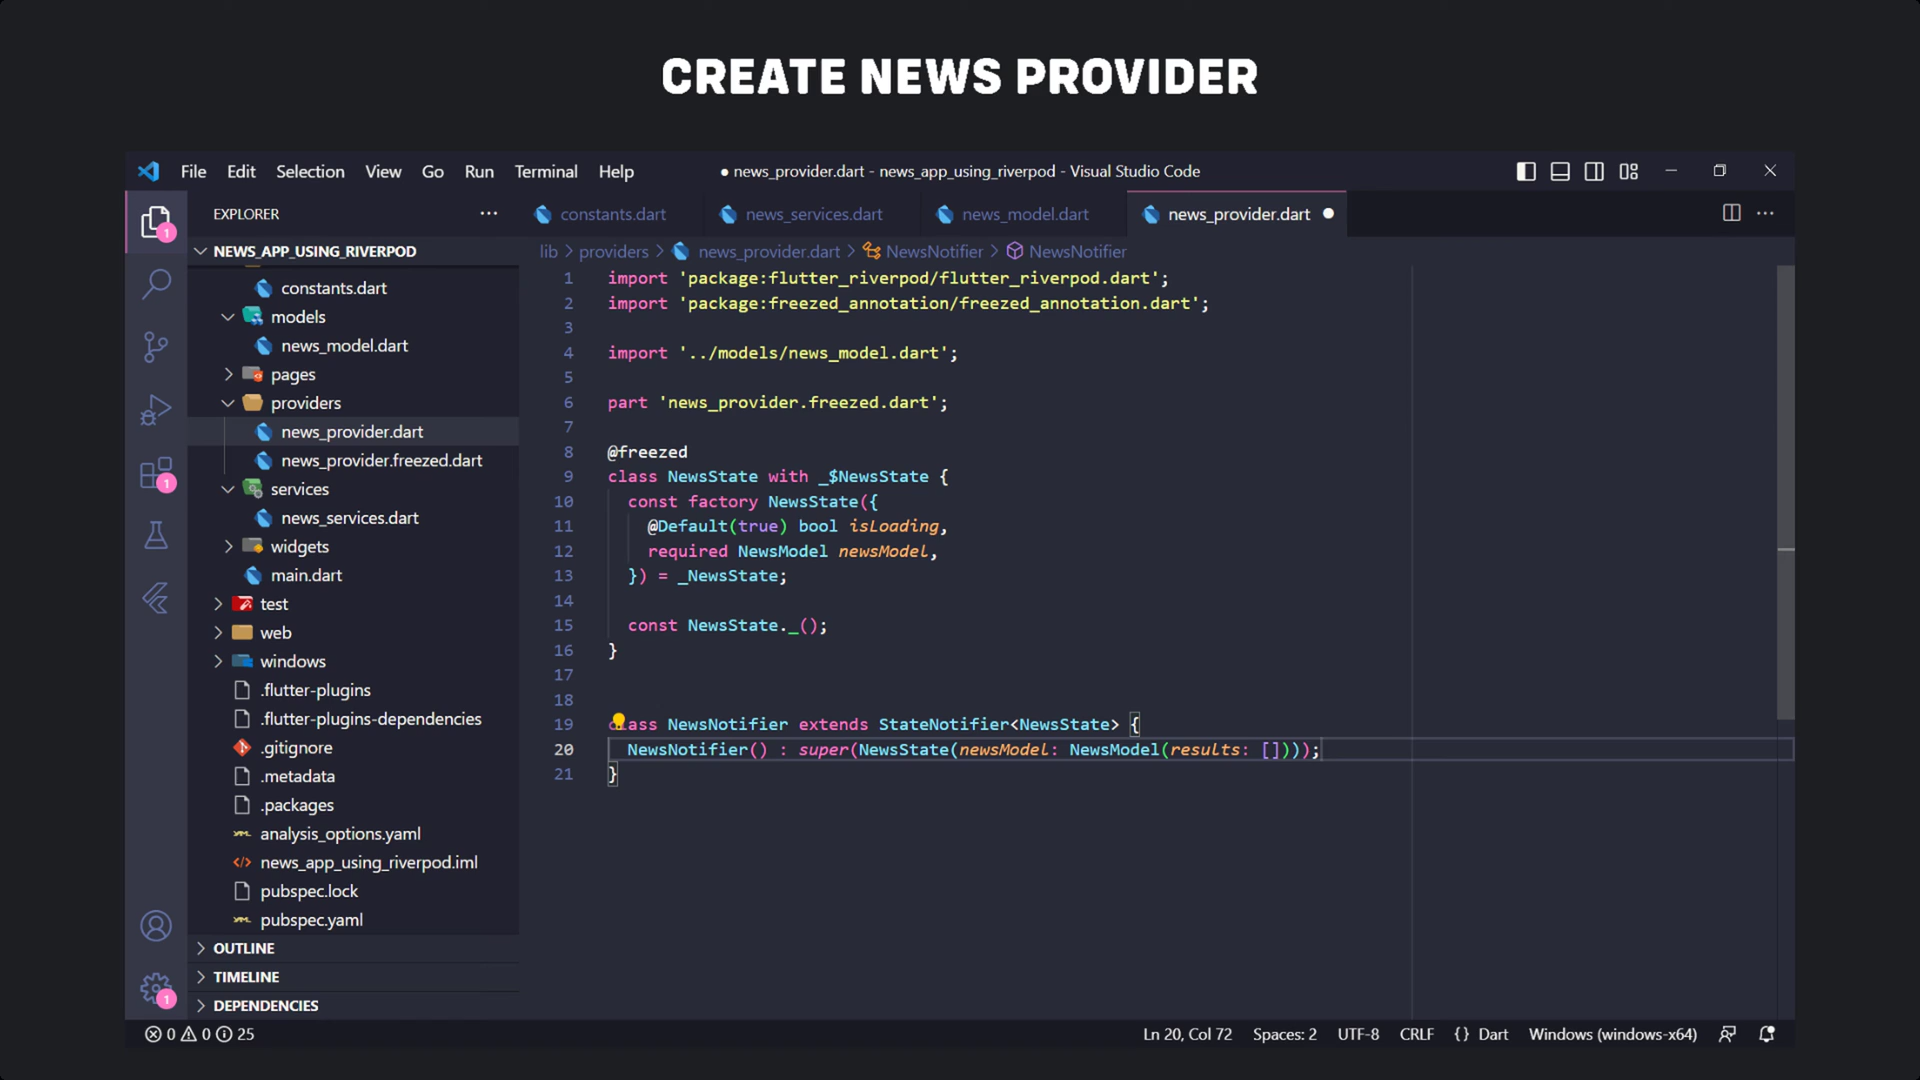 CREATE NEWS PROVIDER
File Edit Selection View Go Run Terminal Help
● news_provider.dart - news_app_using_riverpod - Visual Studio Code
EXPLORER
constants.dart news_services.dart news_model.dart news_provider.dart
NEWS_APP_USING_RIVERPOD
constants.dart
models
news_model.dart
pages
providers
news_provider.dart
news_provider.freezed.dart
services
news_services.dart
widgets
main.dart
test
web
windows
.flutter-plugins
.flutter-plugins-dependencies
.gitignore
.metadata
.packages
analysis_options.yaml
news_app_using_riverpod.iml
pubspec.lock
pubspec.yaml
OUTLINE
TIMELINE
DEPENDENCIES
1
1
1
lib > providers > news_provider.dart > NewsNotifier > NewsNotifier
1 import 'package:flutter_riverpod/flutter_riverpod.dart';
2 import 'package:freezed_annotation/freezed_annotation.dart';
3
4 import '../models/news_model.dart';
5
6 part 'news_provider.freezed.dart';
7
8 @freezed
9 class NewsState with _$NewsState {
10 const factory NewsState({
11 @Default(true) bool isLoading,
12 required NewsModel newsModel,
13 }) = _NewsState;
14
15 const NewsState._();
16 }
17
18
19 class NewsNotifier extends StateNotifier<NewsState> {
20 NewsNotifier() : super(NewsState(newsModel: NewsModel(results: [])));
21 }
0 0 25
Ln 20, Col 72 Spaces: 2 UTF-8 CRLF {} Dart Windows (windows-x64)